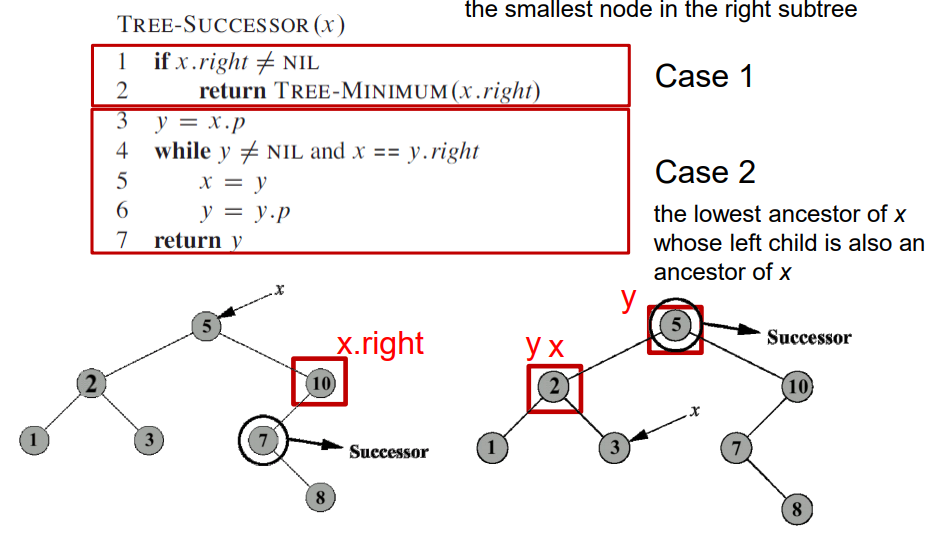 the smallest node in the right subtree
TREE-SUCCESSOR(x)
1 if x.right ≠ NIL
2 return TREE-MINIMUM(x.right)
Case 1
3 y = x.p
4 while y ≠ NIL and x == y.right
5 x = y
6 y = y.p
7 return y
Case 2
the lowest ancestor of x
whose left child is also an
ancestor of x
x
5
x.right
2
10
1
3
7
Successor
8
y
5
Successor
y x
2
10
x
1
3
7
8